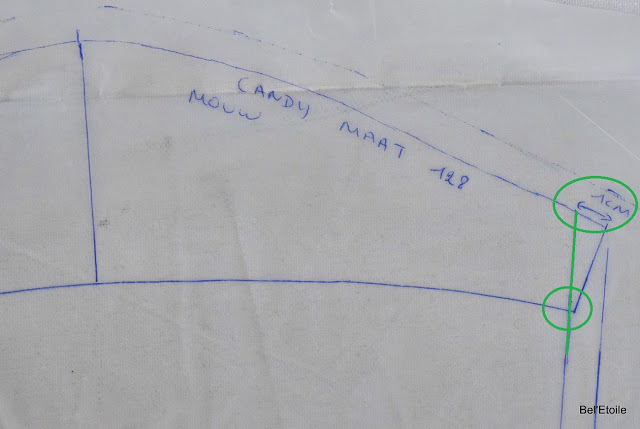 CANDY MAAT 128
MOUW
1CM
Bel'Etoile